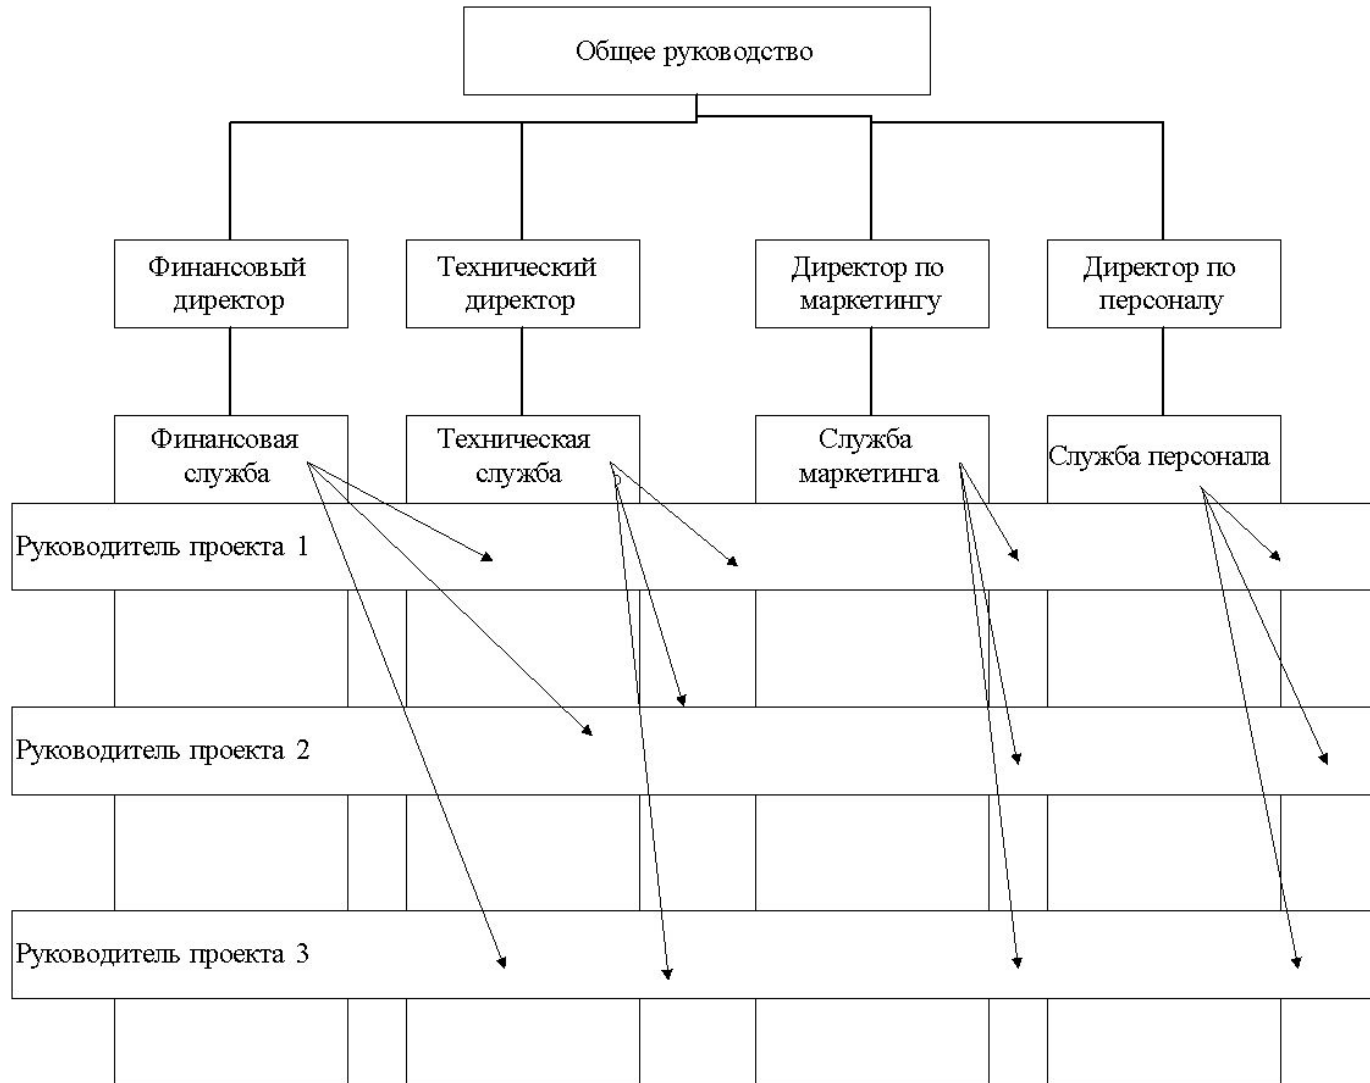 Общее руководство
Финансовый
директор
Технический
директор
Директор по
маркетингу
Директор по
персоналу
Финансовая
служба
Техническая
служба
Служба
маркетинга
Служба персонала
Руководитель проекта 1
Руководитель проекта 2
Руководитель проекта 3